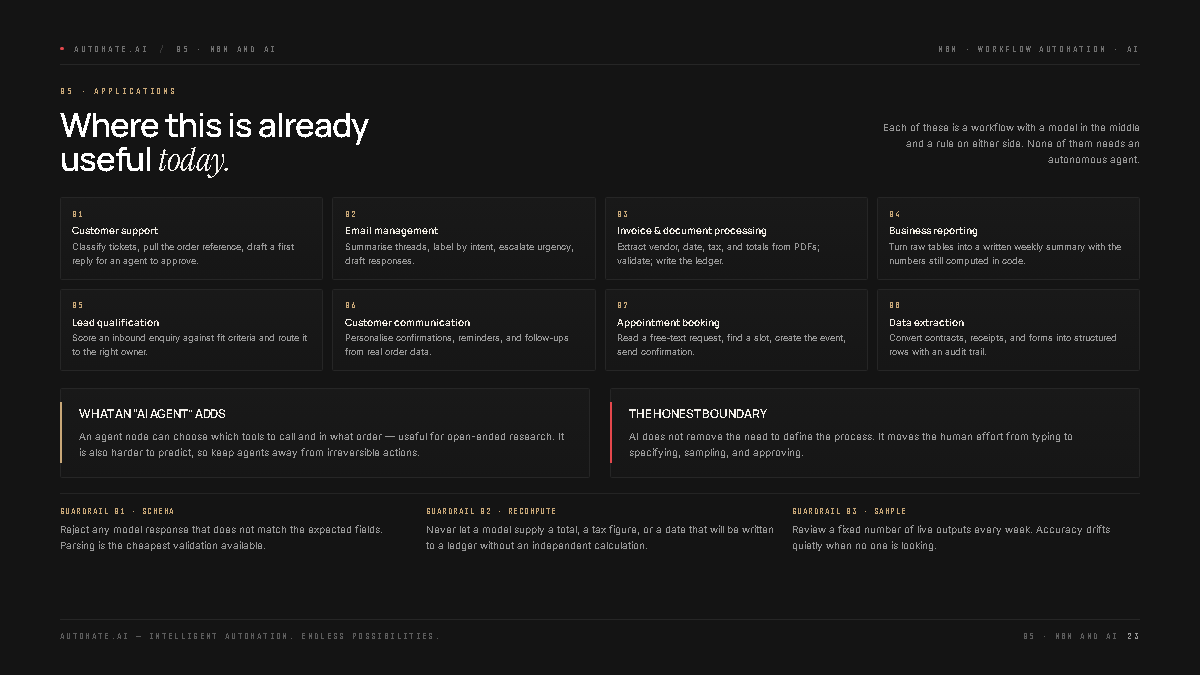 AUTOMATE.AI / 05 · N8N AND AI
N8N · WORKFLOW AUTOMATION · AI
05 · APPLICATIONS
Where this is already
useful today.
Each of these is a workflow with a model in the middle
and a rule on either side. None of them needs an
autonomous agent.
01
Customer support
Classify tickets, pull the order reference, draft a first
reply for an agent to approve.
02
Email management
Summarise threads, label by intent, escalate urgency,
draft responses.
03
Invoice & document processing
Extract vendor, date, tax, and totals from PDFs;
validate; write the ledger.
04
Business reporting
Turn raw tables into a written weekly summary with the
numbers still computed in code.
05
Lead qualification
Score an inbound enquiry against fit criteria and route it
to the right owner.
06
Customer communication
Personalise confirmations, reminders, and follow-ups
from real order data.
07
Appointment booking
Read a free-text request, find a slot, create the event,
send confirmation.
08
Data extraction
Convert contracts, receipts, and forms into structured
rows with an audit trail.
WHAT AN "AI AGENT" ADDS
An agent node can choose which tools to call and in what order — useful for open-ended research. It
is also harder to predict, so keep agents away from irreversible actions.
THE HONEST BOUNDARY
AI does not remove the need to define the process. It moves the human effort from typing to
specifying, sampling, and approving.
GUARDRAIL 01 · SCHEMA
Reject any model response that does not match the expected fields.
Parsing is the cheapest validation available.
GUARDRAIL 02 · RECOMPUTE
Never let a model supply a total, a tax figure, or a date that will be written
to a ledger without an independent calculation.
GUARDRAIL 03 · SAMPLE
Review a fixed number of live outputs every week. Accuracy drifts
quietly when no one is looking.
AUTOMATE.AI — INTELLIGENT AUTOMATION. ENDLESS POSSIBILITIES.
05 · N8N AND AI 23